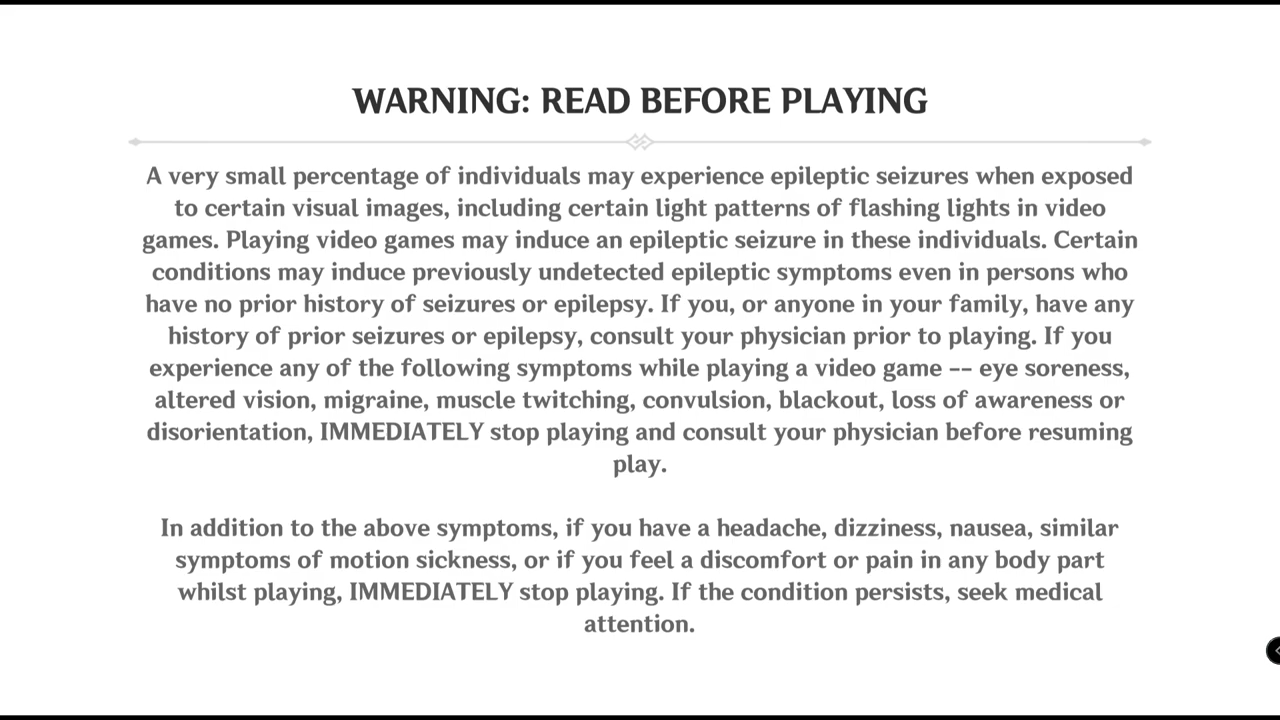 WARNING: READ BEFORE PLAYING
A very small percentage of individuals may experience epileptic seizures when exposed
to certain visual images, including certain light patterns of flashing lights in video
games. Playing video games may induce an epileptic seizure in these individuals. Certain
conditions may induce previously undetected epileptic symptoms even in persons who
have no prior history of seizures or epilepsy. If you, or anyone in your family, have any
history of prior seizures or epilepsy, consult your physician prior to playing. If you
experience any of the following symptoms while playing a video game -- eye soreness,
altered vision, migraine, muscle twitching, convulsion, blackout, loss of awareness or
disorientation, IMMEDIATELY stop playing and consult your physician before resuming
play.
In addition to the above symptoms, if you have a headache, dizziness, nausea, similar
symptoms of motion sickness, or if you feel a discomfort or pain in any body part
whilst playing, IMMEDIATELY stop playing. If the condition persists, seek medical
attention.